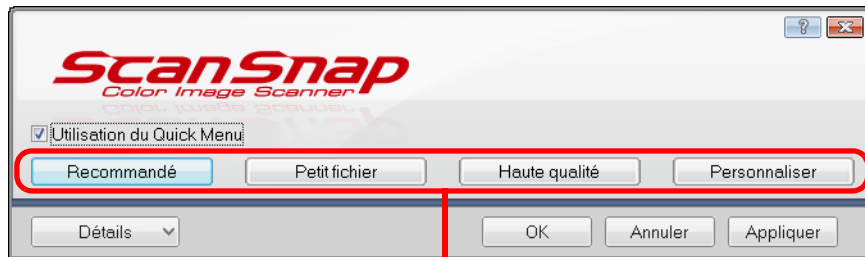 ScanSnap
Color Image Scanner
Utilisation du Quick Menu
Recommandé Petit fichier Haute qualité Personnaliser
Détails OK Annuler Appliquer